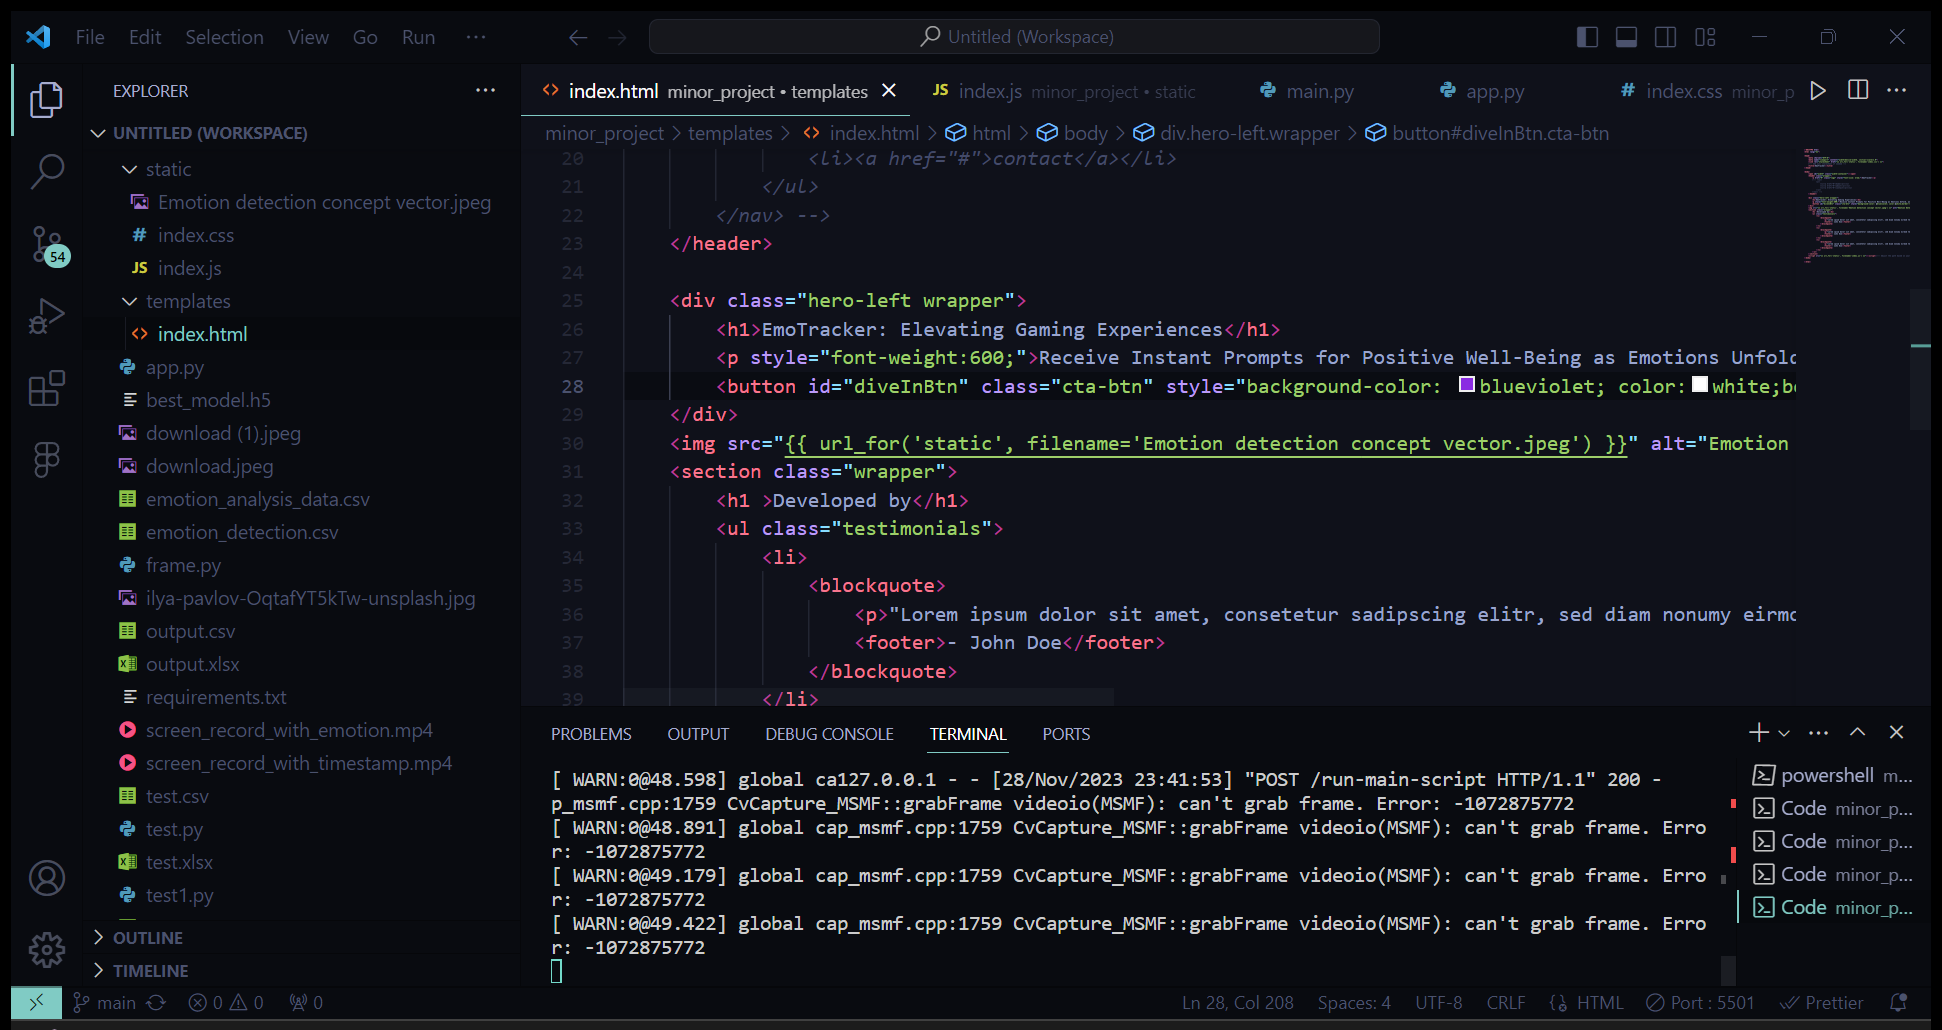 File Edit Selection View Go Run ···
Untitled (Workspace)
EXPLORER
UNTITLED (WORKSPACE)
static
Emotion detection concept vector.jpeg
# index.css
JS index.js
templates
<> index.html
app.py
best_model.h5
download (1).jpeg
download.jpeg
emotion_analysis_data.csv
emotion_detection.csv
frame.py
ilya-pavlov-OqtafYT5kTw-unsplash.jpg
output.csv
output.xlsx
requirements.txt
screen_record_with_emotion.mp4
screen_record_with_timestamp.mp4
test.csv
test.py
test.xlsx
test1.py
OUTLINE
TIMELINE
54
<> index.html minor_project • templates
JS index.js minor_project • static
main.py
app.py
# index.css minor_p
minor_project > templates > <> index.html > html > body > div.hero-left.wrapper > button#diveInBtn.cta-btn
20 <li><a href="#">contact</a></li>
21 </ul>
22 </nav> -->
23 </header>
24
25 <div class="hero-left wrapper">
26 <h1>EmoTracker: Elevating Gaming Experiences</h1>
27 <p style="font-weight:600;">Receive Instant Prompts for Positive Well-Being as Emotions Unfol
28 <button id="diveInBtn" class="cta-btn" style="background-color: blueviolet; color: white;b
29 </div>
30 <img src="{{ url_for('static', filename='Emotion detection concept vector.jpeg') }}" alt="Emotion
31 <section class="wrapper">
32 <h1 >Developed by</h1>
33 <ul class="testimonials">
34 <li>
35 <blockquote>
36 <p>"Lorem ipsum dolor sit amet, consetetur sadipscing elitr, sed diam nonumy eirm
37 <footer>- John Doe</footer>
38 </blockquote>
39 </li>
PROBLEMS OUTPUT DEBUG CONSOLE TERMINAL PORTS
[ WARN:0@48.598] global ca127.0.0.1 - - [28/Nov/2023 23:41:53] "POST /run-main-script HTTP/1.1" 200 -
p_msmf.cpp:1759 CvCapture_MSMF::grabFrame videoio(MSMF): can't grab frame. Error: -1072875772
[ WARN:0@48.891] global cap_msmf.cpp:1759 CvCapture_MSMF::grabFrame videoio(MSMF): can't grab frame. Erro
r: -1072875772
[ WARN:0@49.179] global cap_msmf.cpp:1759 CvCapture_MSMF::grabFrame videoio(MSMF): can't grab frame. Erro
r: -1072875772
[ WARN:0@49.422] global cap_msmf.cpp:1759 CvCapture_MSMF::grabFrame videoio(MSMF): can't grab frame. Erro
r: -1072875772
powershell m...
Code minor_p...
Code minor_p...
Code minor_p...
Code minor_p...
main 0 0 0
Ln 28, Col 208 Spaces: 4 UTF-8 CRLF HTML Port : 5501 Prettier